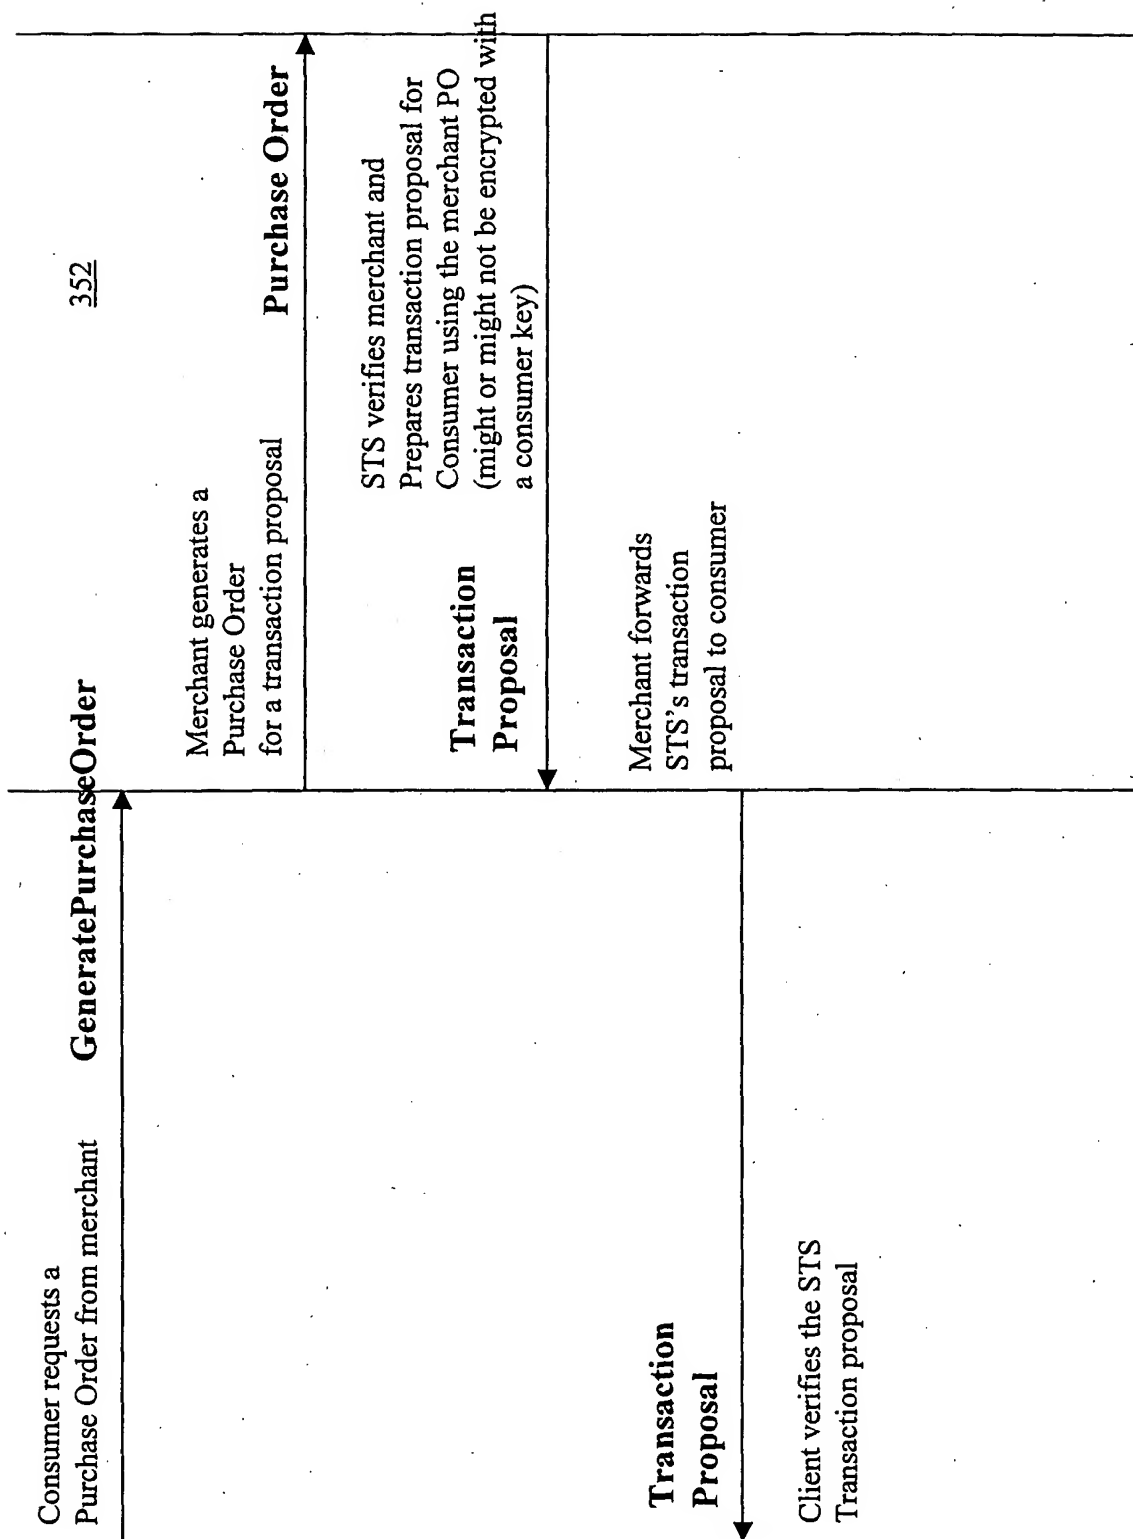 352
Consumer requests a
Purchase Order from merchant
GeneratePurchaseOrder
Merchant generates a
Purchase Order
for a transaction proposal
Purchase Order
STS verifies merchant and
Prepares transaction proposal for
Consumer using the merchant PO
(might or might not be encrypted with
a consumer key)
Transaction
Proposal
Merchant forwards
STS's transaction
proposal to consumer
Transaction
Proposal
Client verifies the STS
Transaction proposal